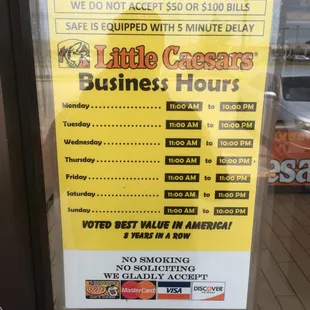 WE DO NOT ACCEPT $50 OR $100 BILLS
SAFE IS EQUIPPED WITH 5 MINUTE DELAY
Little Caesars®
Business Hours
Monday.................. 11:00 AM to 10:00 PM
Tuesday.................. 11:00 AM to 10:00 PM
Wednesday.................. 11:00 AM to 10:00 PM
Thursday.................. 11:00 AM to 10:00 PM
Friday.................. 11:00 AM to 10:00 PM
Saturday.................. 11:00 AM to 10:00 PM
Sunday.................. 11:00 AM to 10:00 PM
VOTED BEST VALUE IN AMERICA!
8 YEARS IN A ROW
NO SMOKING
NO SOLICITING
WE GLADLY ACCEPT
MasterCard VISA DISCOVER
esa